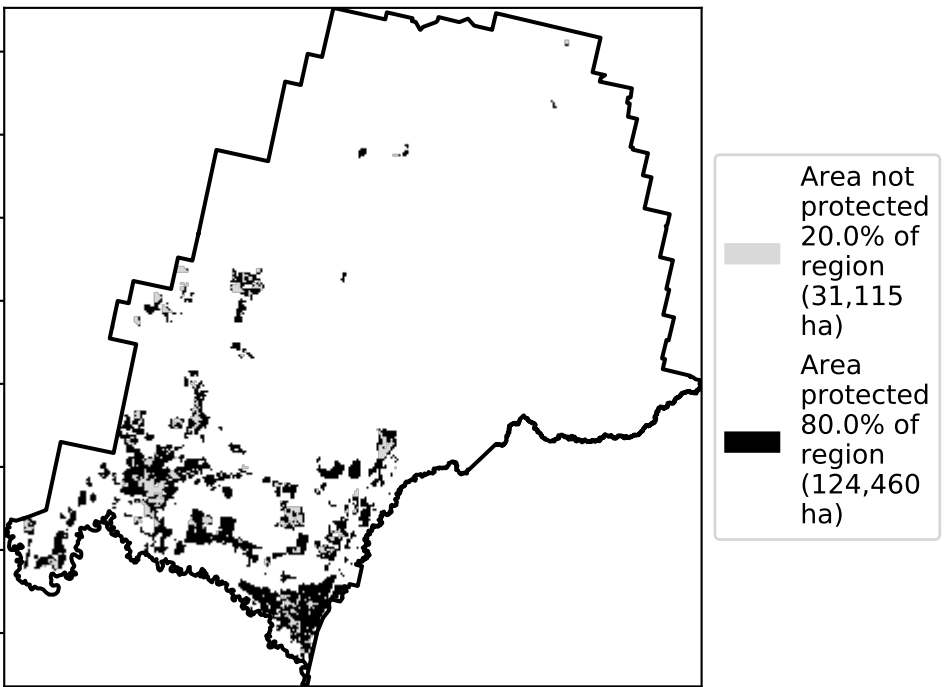 Area not
protected
20.0% of
region
(31,115
ha)
Area
protected
80.0% of
region
(124,460
ha)